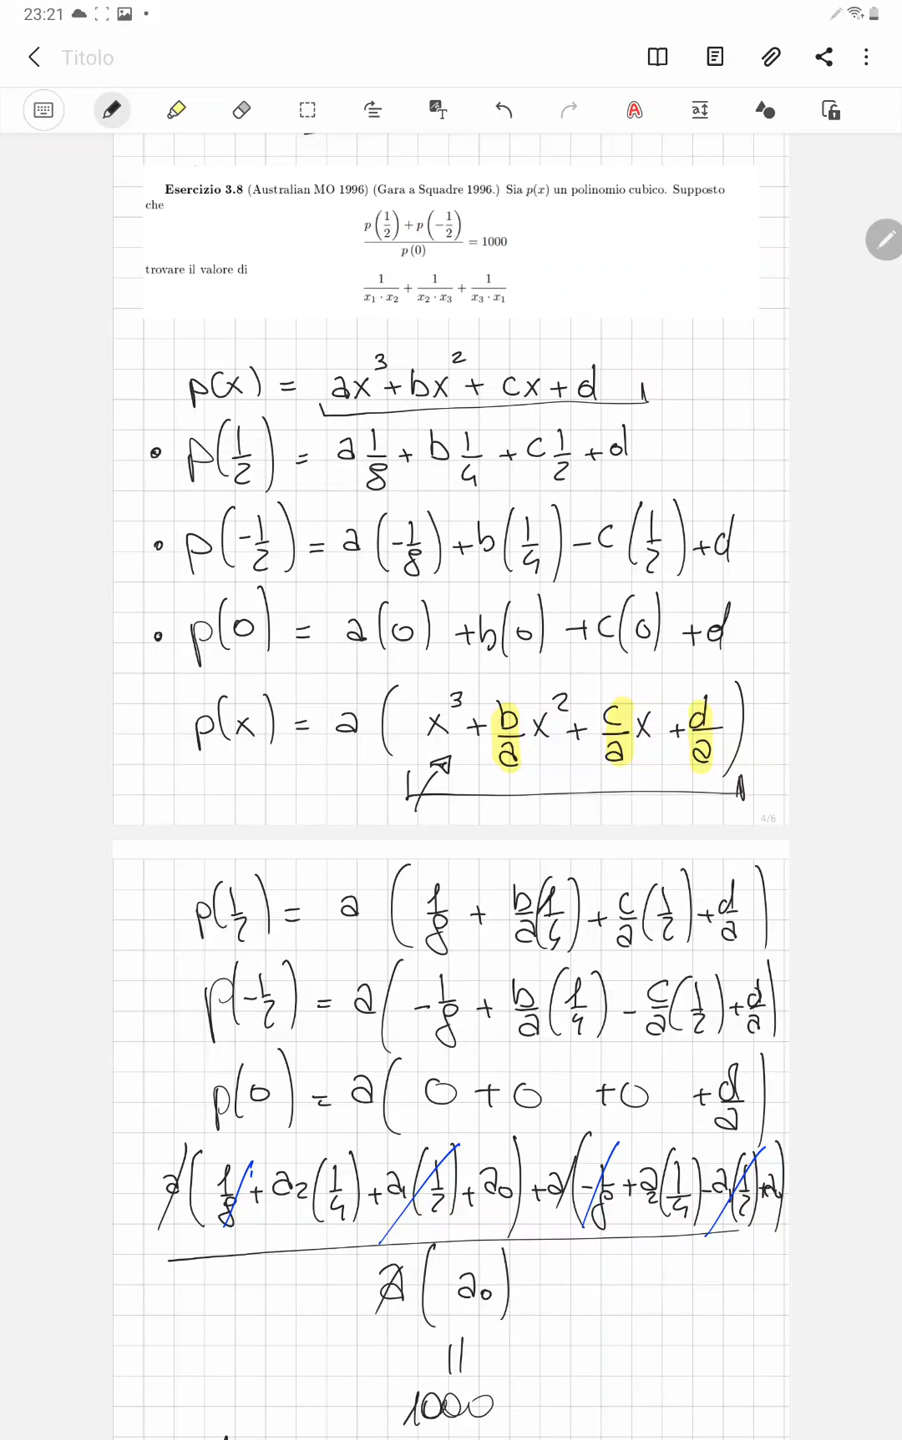 23:21
Titolo
Esercizio 3.8 (Australian MO 1996) (Gara a Squadre 1996.) Sia p(x) un polinomio cubico. Supposto
che
(p(1/2) + p(-1/2))/p(0) = 1000
trovare il valore di
1/(x₁ · x₂) + 1/(x₂ · x₃) + 1/(x₃ · x₁)
p(x) = ax³ + bx² + cx + d
• p(1/2) = a 1/8 + b 1/4 + c 1/2 + d
• p(-1/2) = a(-1/8) + b(1/4) - c(1/2) + d
• p(0) = a(0) + b(0) + c(0) + d
p(x) = a(x³ + b/a x² + c/a x + d/a)
4/6
p(1/2) = a(1/8 + b/a(1/4) + c/a(1/2) + d/a)
p(-1/2) = a(-1/8 + b/a(1/4) - c/a(1/2) + d/a)
p(0) = a(0 + 0 + 0 + d/a)
a(1/8 + a₂(1/4) + a₁(1/2) + a₀) + a(-1/8 + a₂(1/4) - a₁(1/2) + a₀)
a(a₀)
=
1000